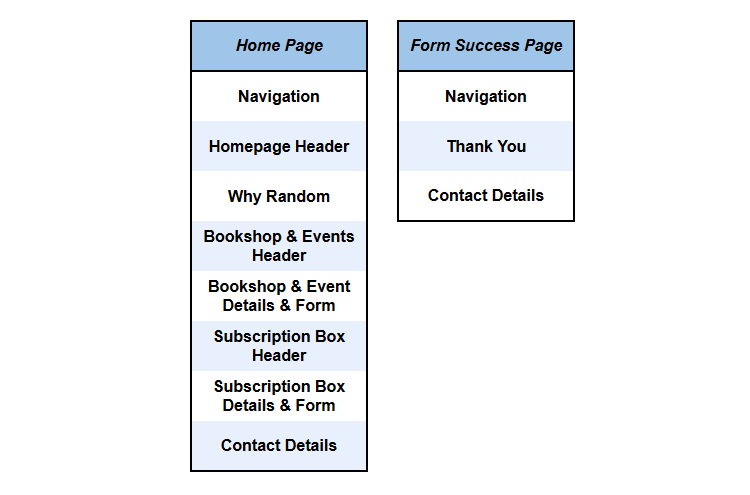 Home Page
Navigation
Homepage Header
Why Random
Bookshop & Events
Header
Bookshop & Event
Details & Form
Subscription Box
Header
Subscription Box
Details & Form
Contact Details
Form Success Page
Navigation
Thank You
Contact Details